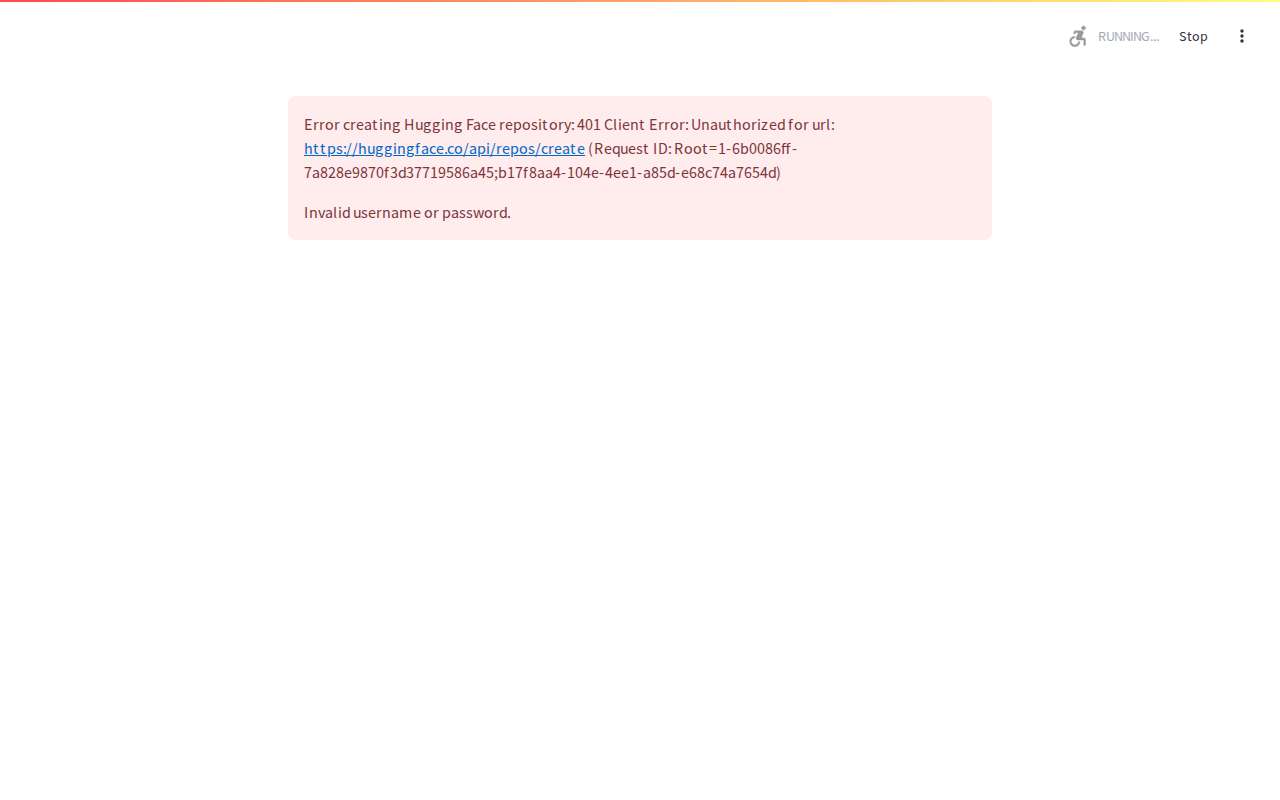 RUNNING...
Stop
Error creating Hugging Face repository: 401 Client Error: Unauthorized for url:
https://huggingface.co/api/repos/create (Request ID: Root=1-6b0086ff-
7a828e9870f3d37719586a45;b17f8aa4-104e-4ee1-a85d-e68c74a7654d)
Invalid username or password.